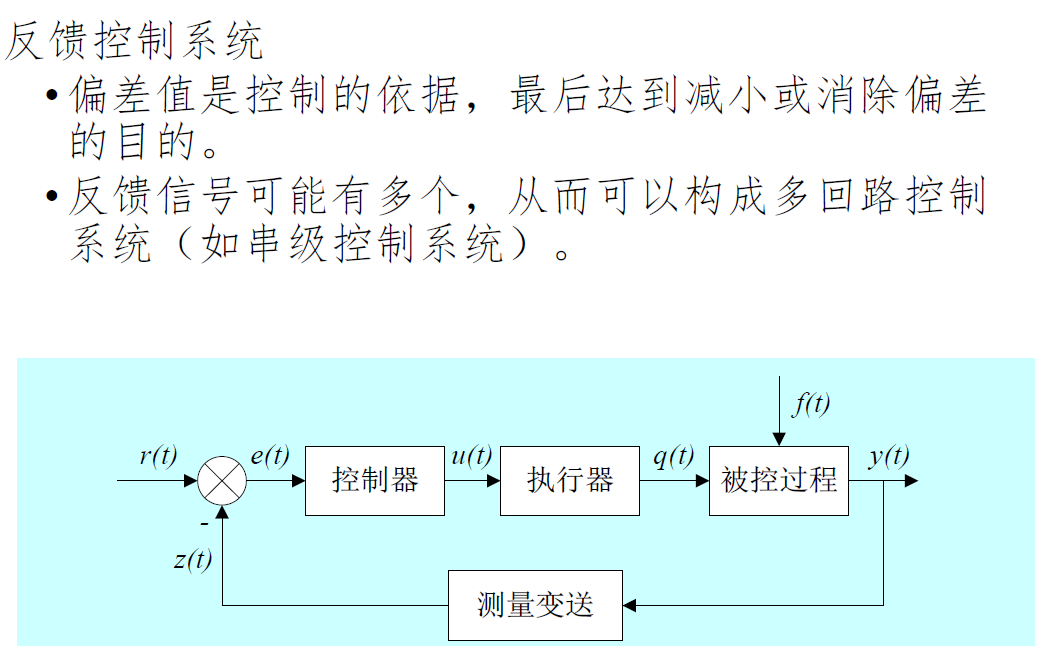 反馈控制系统
•偏差值是控制的依据，最后达到减小或消除偏差
的目的。
•反馈信号可能有多个，从而可以构成多回路控制
系统（如串级控制系统）。
f(t)
r(t) e(t) 控制器 u(t) 执行器 q(t) 被控过程 y(t)
-
z(t)
测量变送